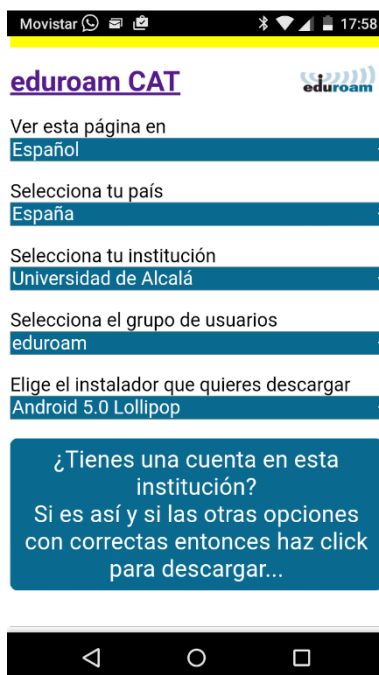 Movistar 17:58
eduroam CAT
eduroam
Ver esta página en
Español
Selecciona tu país
España
Selecciona tu institución
Universidad de Alcalá
Selecciona el grupo de usuarios
eduroam
Elige el instalador que quieres descargar
Android 5.0 Lollipop
¿Tienes una cuenta en esta
institución?
Si es así y si las otras opciones
con correctas entonces haz click
para descargar...